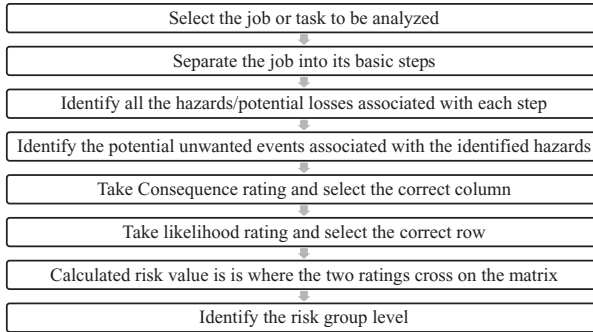 Select the job or task to be analyzed
Separate the job into its basic steps
Identify all the hazards/potential losses associated with each step
Identify the potential unwanted events associated with the identified hazards
Take Consequence rating and select the correct column
Take likelihood rating and select the correct row
Calculated risk value is is where the two ratings cross on the matrix
Identify the risk group level